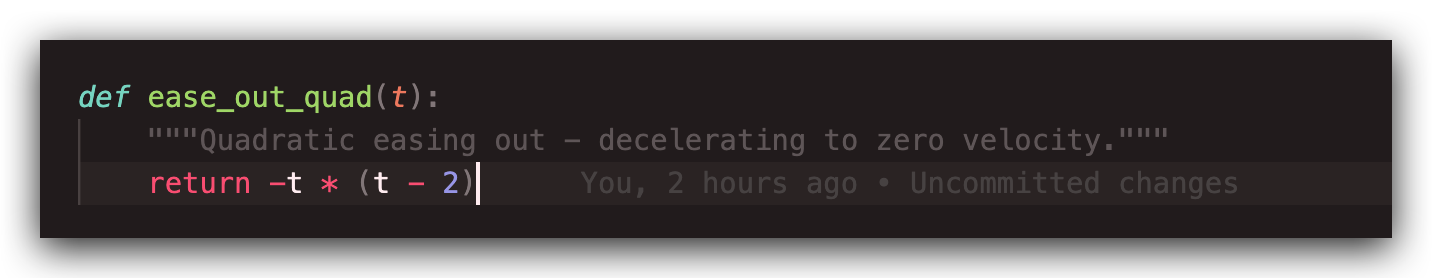 def ease_out_quad(t):
"""Quadratic easing out – decelerating to zero velocity."""
return -t * (t - 2) You, 2 hours ago • Uncommitted changes